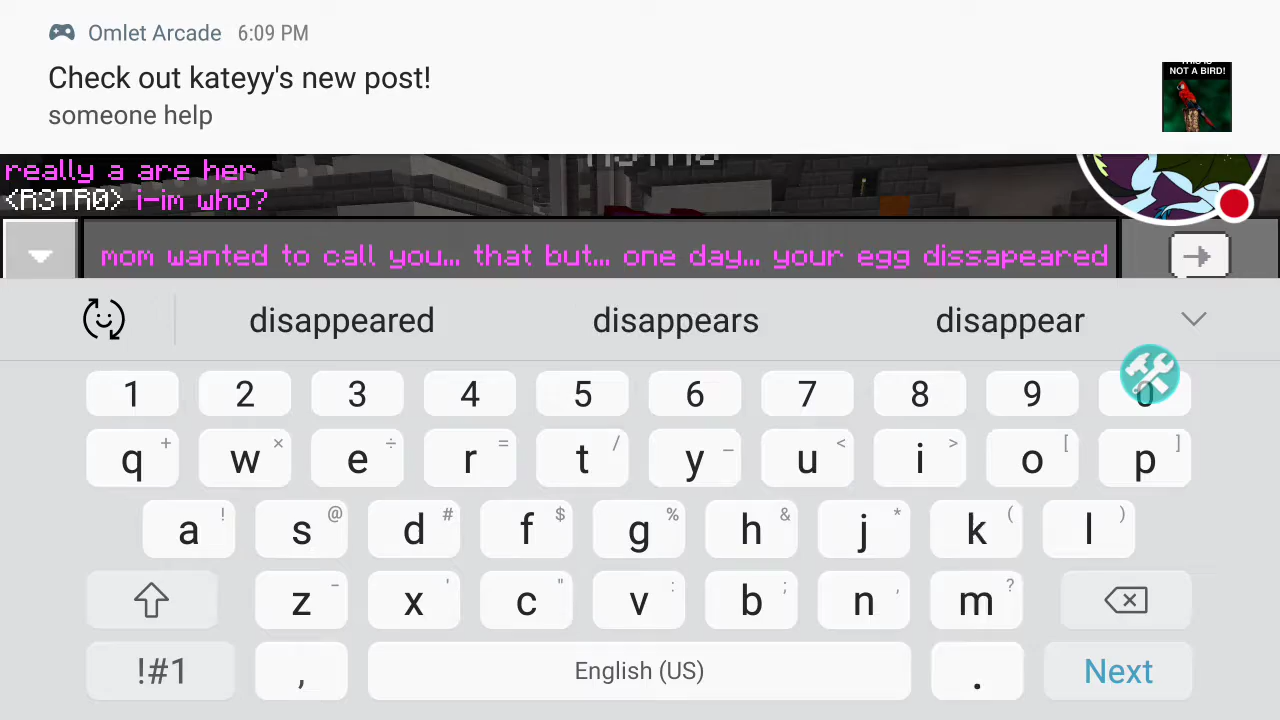 Omlet Arcade 6:09 PM
Check out kateyy's new post!
someone help
NOT A BIRD!
really a are her
<R3TR0> i-im who?
mom wanted to call you... that but... one day... your egg dissapeared
disappeared disappears disappear
1 2 3 4 5 6 7 8 9 0
q + w × e ÷ r = t / y _ u < i > o [ p ]
a ! s @ d # f $ g % h & j * k ( l )
z - x ' c " v : b ; n , m ?
!#1 , English (US) . Next